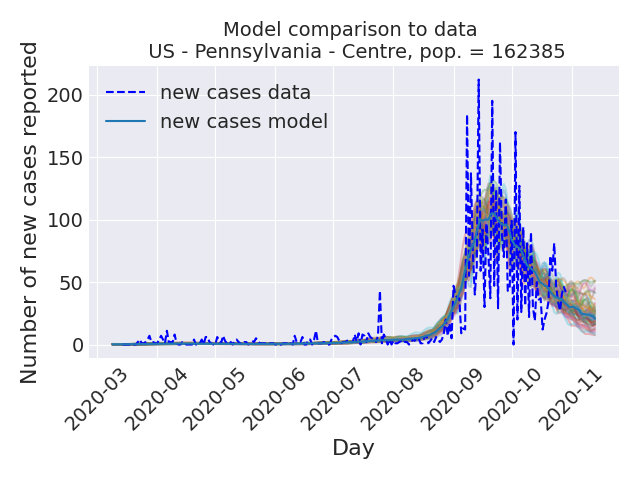 Model comparison to data
US - Pennsylvania - Centre, pop. = 162385
Number of new cases reported
200
150
100
50
0
new cases data
new cases model
2020-03
2020-04
2020-05
2020-06
2020-07
2020-08
2020-09
2020-10
2020-11
Day